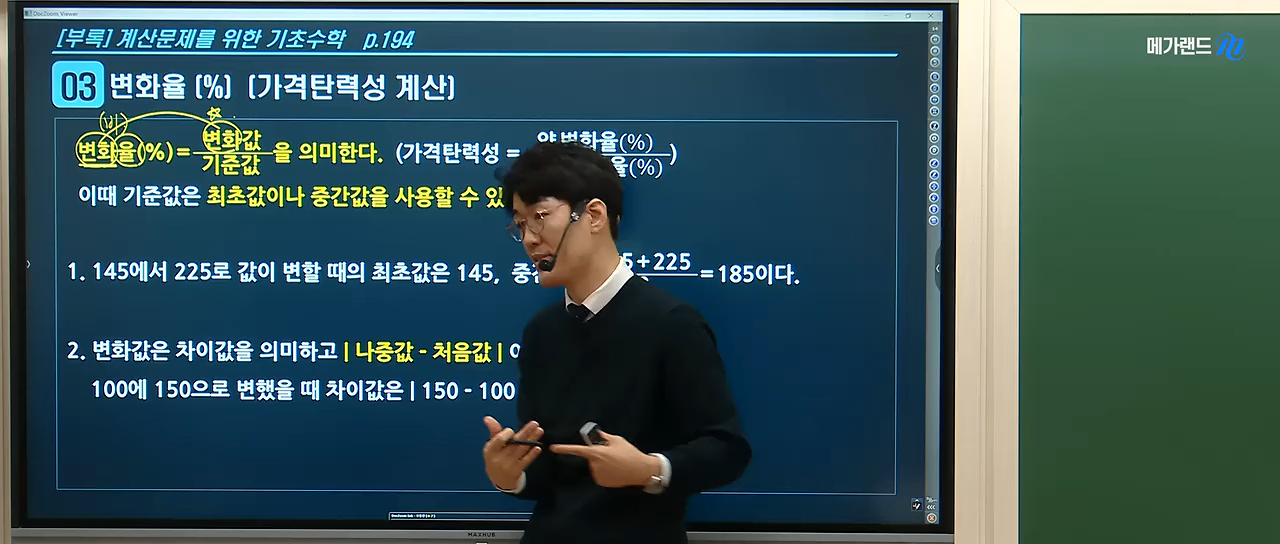 DocZoom Viewer
[부록] 계산문제를 위한 기초수학 p.194
메가랜드
03 변화율 (%) (가격탄력성 계산)
(비)
변화율(%) = 변화값 / 기준값 을 의미한다. (가격탄력성 = 양 변화율(%) / 율(%))
이때 기준값은 최초값이나 중간값을 사용할 수
1. 145에서 225로 값이 변할 때의 최초값은 145, 5+225 = 185이다.
2. 변화값은 차이값을 의미하고 | 나중값 - 처음값 |
100에 150으로 변했을 때 차이값은 | 150 - 100
MAXHUB